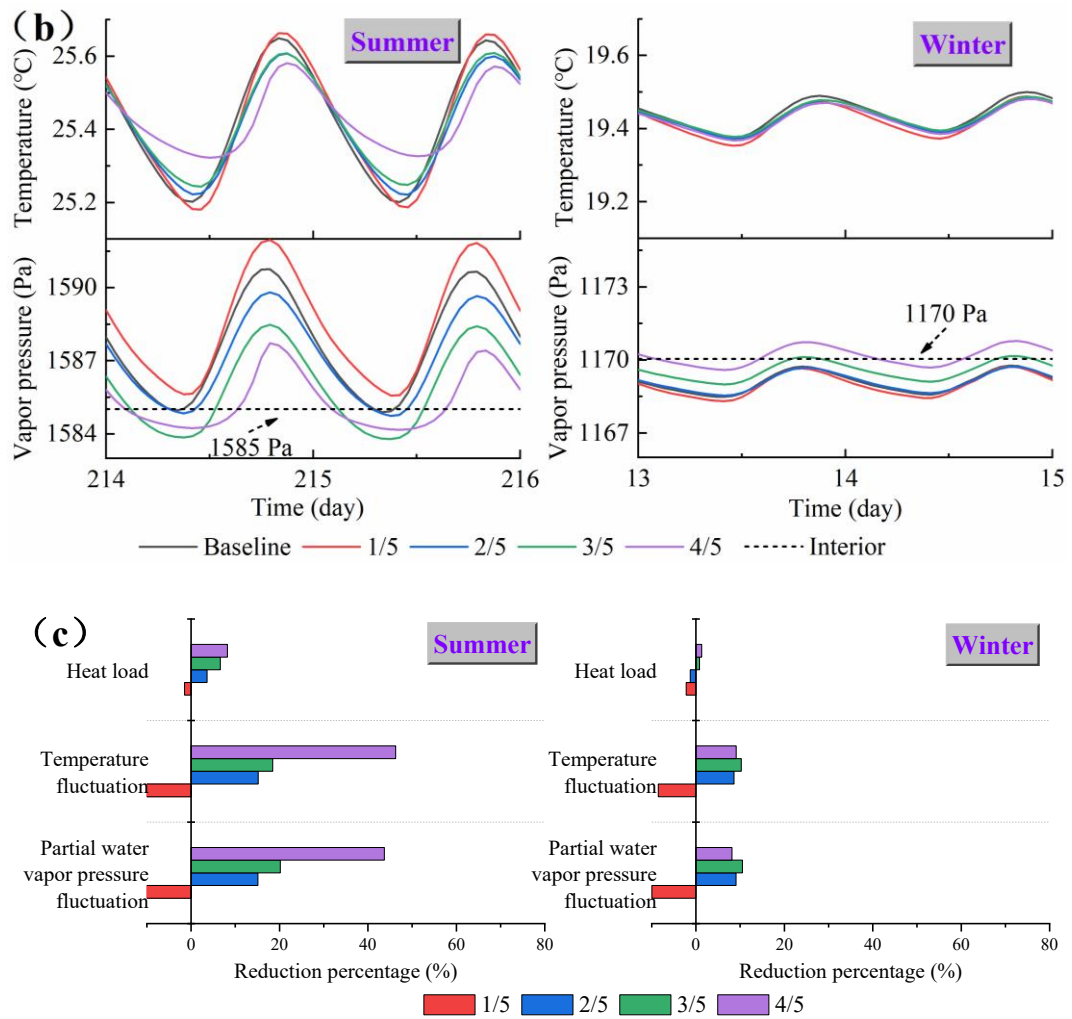 (b)
Summer
Winter
Temperature (°C)
25.6
25.4
25.2
Temperature (°C)
19.6
19.4
19.2
Vapor pressure (Pa)
1590
1587
1584
1585 Pa
Vapor pressure (Pa)
1173
1170
1167
1170 Pa
214 215 216
Time (day)
13 14 15
Time (day)
Baseline 1/5 2/5 3/5 4/5 Interior
(c)
Summer
Winter
Heat load
Temperature
fluctuation
Partial water
vapor pressure
fluctuation
0 20 40 60 80
Reduction percentage (%)
Heat load
Temperature
fluctuation
Partial water
vapor pressure
fluctuation
0 20 40 60 80
Reduction percentage (%)
1/5 2/5 3/5 4/5